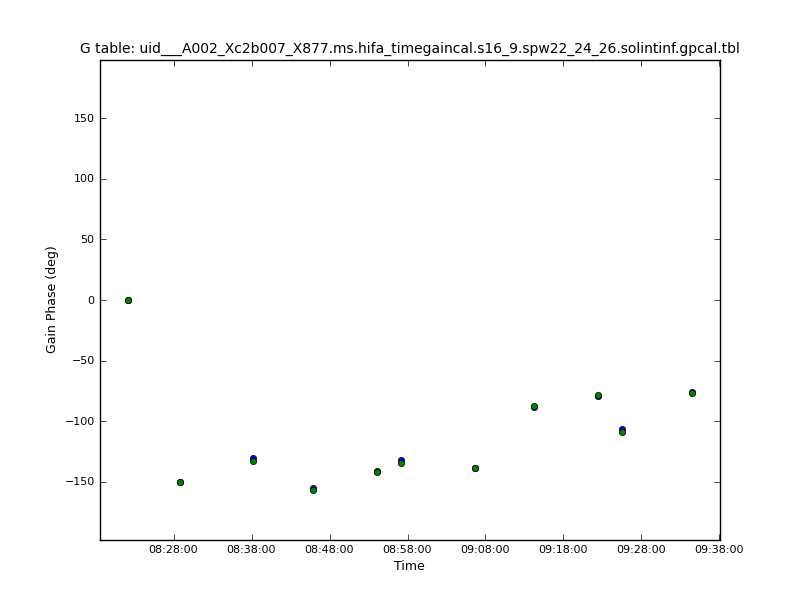 G table: uid___A002_Xc2b007_X877.ms.hifa_timegaincal.s16_9.spw22_24_26.solintinf.gpcal.tbl
150
100
50
0
−50
−100
−150
Gain Phase (deg)
08:28:00 08:38:00 08:48:00 08:58:00 09:08:00 09:18:00 09:28:00 09:38:00
Time